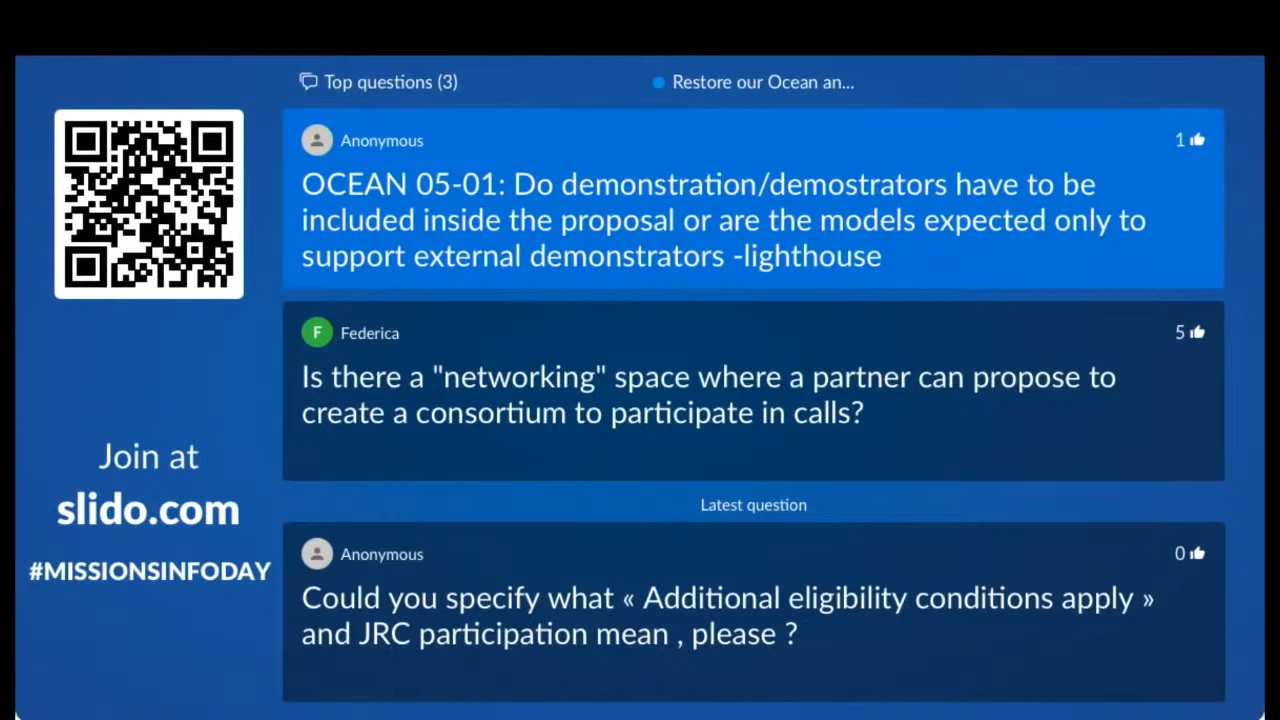 Top questions (3)
Restore our Ocean an...
Anonymous
1
OCEAN 05-01: Do demonstration/demostrators have to be
included inside the proposal or are the models expected only to
support external demonstrators -lighthouse
F
Federica
5
Is there a "networking" space where a partner can propose to
create a consortium to participate in calls?
Join at
slido.com
#MISSIONSINFODAY
Latest question
Anonymous
0
Could you specify what « Additional eligibility conditions apply »
and JRC participation mean , please ?